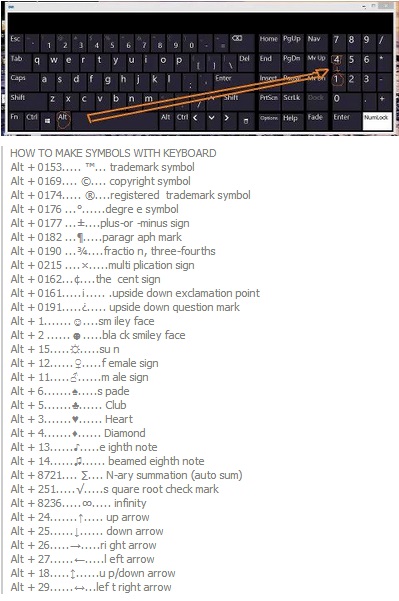 Esc ~ ` ! 1 @ 2 # 3 $ 4 % 5 ^ 6 & 7 * 8 ( 9 ) 0 _ - + = ⌫ Home PgUp Nav 7 8 9 /
Tab q w e r t y u i o p [ ] \ End PgDn Mv Up 4 5 6 *
Caps a s d f g h j k l ; ' Enter Insert Pause Mv Dn 1 2 3 -
Shift z x c v b n m , . / Shift PrtScn ScrLk Dock 0 . +
Fn Ctrl Alt Alt Ctrl < ∨ ∧ > Options Help Fade Enter NumLock
HOW TO MAKE SYMBOLS WITH KEYBOARD
Alt + 0153..... ™... trademark symbol
Alt + 0169.... ©.... copyright symbol
Alt + 0174..... ®....registered trademark symbol
Alt + 0176 ...°......degre e symbol
Alt + 0177 ...±....plus-or -minus sign
Alt + 0182 ...¶.....paragr aph mark
Alt + 0190 ...¾....fractio n, three-fourths
Alt + 0215 ....×.....multi plication sign
Alt + 0162...¢....the cent sign
Alt + 0161.....¡..... .upside down exclamation point
Alt + 0191.....¿..... upside down question mark
Alt + 1.......☺....sm iley face
Alt + 2 ...... ☻.....bla ck smiley face
Alt + 15.....☼.....su n
Alt + 12......♀.....f emale sign
Alt + 11.....♂......m ale sign
Alt + 6.......♠.....s pade
Alt + 5.......♣...... Club
Alt + 3.......♥...... Heart
Alt + 4.......♦...... Diamond
Alt + 13......♪.....e ighth note
Alt + 14......♫...... beamed eighth note
Alt + 8721.... ∑.... N-ary summation (auto sum)
Alt + 251.....√.....s quare root check mark
Alt + 8236.....∞..... infinity
Alt + 24.......↑..... up arrow
Alt + 25......↓...... down arrow
Alt + 26.....→.....ri ght arrow
Alt + 27......←.....l eft arrow
Alt + 18.....↕......u p/down arrow
Alt + 29......↔...lef t right arrow